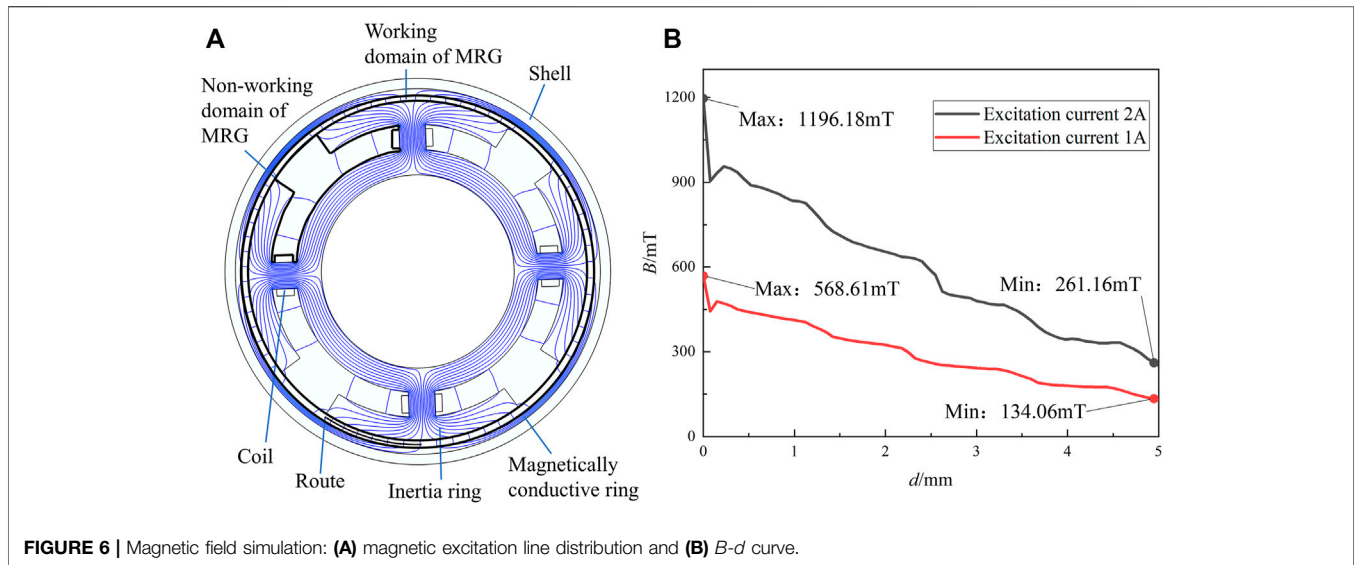 A
Working
domain of MRG
Shell
Non-working
domain of
MRG
Coil
Route
Inertia ring
Magnetically
conductive ring
B
1200
900
600
300
0
B/mT
Max：1196.18mT
Excitation current 2A
Excitation current 1A
Max：568.61mT
Min：261.16mT
Min：134.06mT
0 1 2 3 4 5
d/mm
FIGURE 6 | Magnetic field simulation: (A) magnetic excitation line distribution and (B) B-d curve.